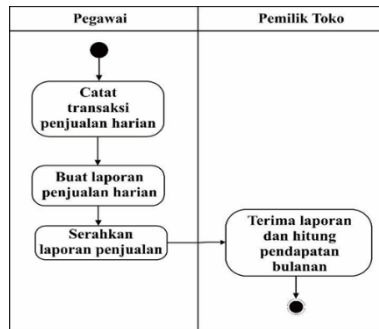 Pegawai
Pemilik Toko
Catat
transaksi
penjualan harian
Buat laporan
penjualan harian
Serahkan
laporan penjualan
Terima laporan
dan hitung
pendapatan
bulanan